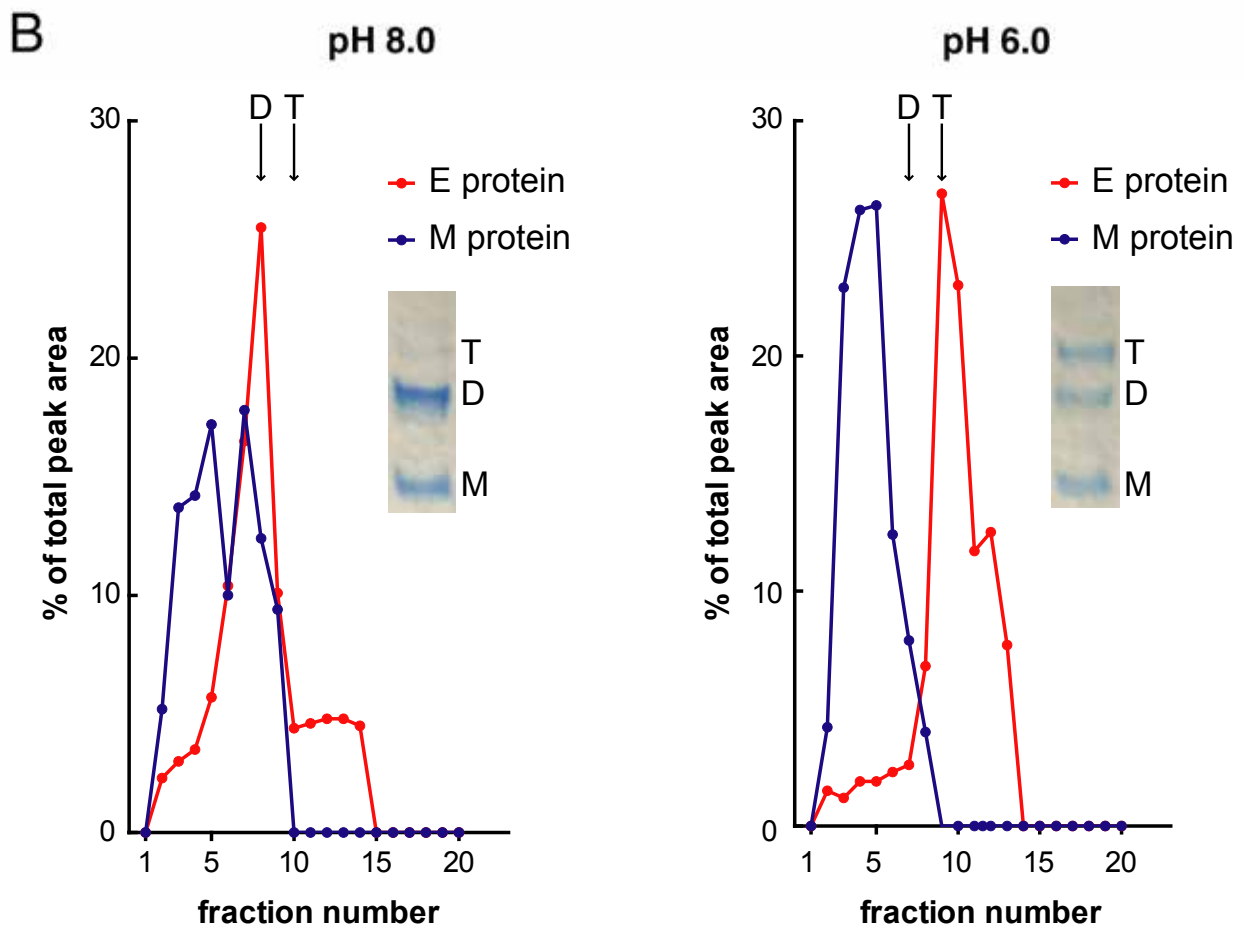 B
pH 8.0
D T
30
E protein
M protein
20
T
D
M
10
0
% of total peak area
1 5 10 15 20
fraction number
pH 6.0
D T
30
E protein
M protein
20
T
D
M
10
0
% of total peak area
1 5 10 15 20
fraction number